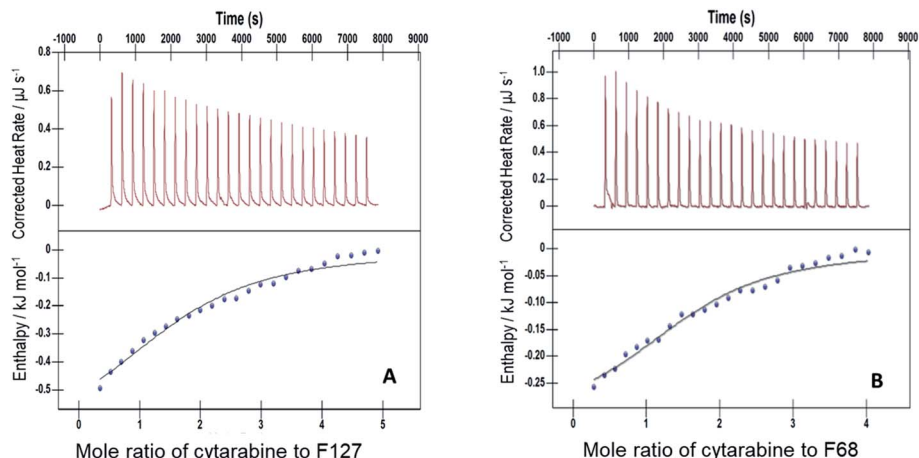 Time (s)
-1000 0 1000 2000 3000 4000 5000 6000 7000 8000 9000
Corrected Heat Rate / µJ s⁻¹
0.8
0.6
0.4
0.2
0
Enthalpy / kJ mol⁻¹
0
-0.1
-0.2
-0.3
-0.4
-0.5
A
0 1 2 3 4 5
Mole ratio of cytarabine to F127
Time (s)
-1000 0 1000 2000 3000 4000 5000 6000 7000 8000 9000
Corrected Heat Rate / µJ s⁻¹
1.0
0.8
0.6
0.4
0.2
0
Enthalpy / kJ mol⁻¹
0
-0.05
-0.10
-0.15
-0.20
-0.25
B
0 1 2 3 4
Mole ratio of cytarabine to F68